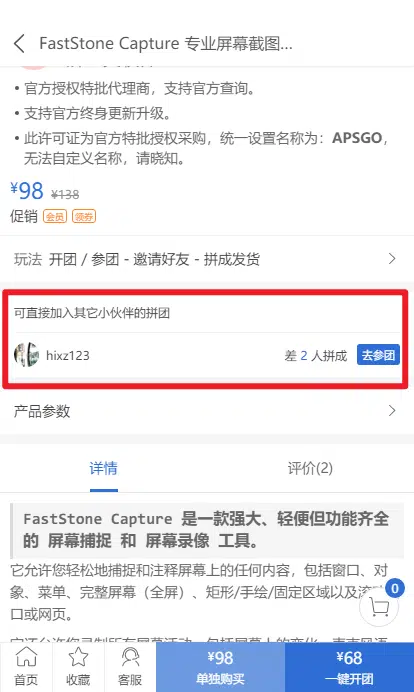 FastStone Capture 专业屏幕截图...
• 官方授权特批代理商，支持官方查询。
• 支持官方终身更新升级。
• 此许可证为官方特批授权采购，统一设置名称为：APSGO，
无法自定义名称，请晓知。
¥98 ¥138
促销 会员 领券
玩法 开团 / 参团 - 邀请好友 - 拼成发货
可直接加入其它小伙伴的拼团
hixz123 差 2 人拼成 去参团
产品参数
详情 评价(2)
FastStone Capture 是一款强大、轻便但功能齐全
的 屏幕捕捉 和 屏幕录像 工具。
它允许您轻松地捕捉和注释屏幕上的任何内容，包括窗口、对
象、菜单、完整屏幕（全屏）、矩形/手绘/固定区域以及滚动
口或网页。
0
首页 收藏 客服 ¥98 单独购买 ¥68 一键开团